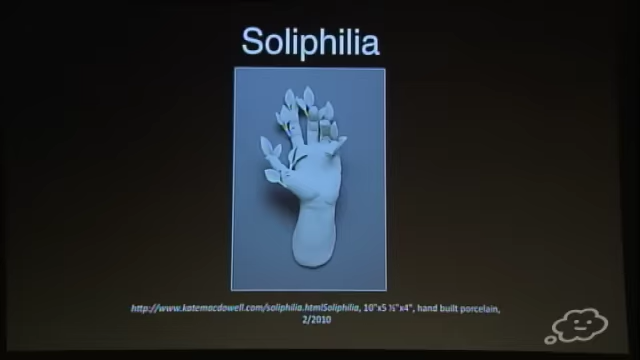 Soliphilia
http://www.katemacdowell.com/soliphilia.htmlSoliphilia, 10"x5 ½"x4", hand built porcelain,
2/2010